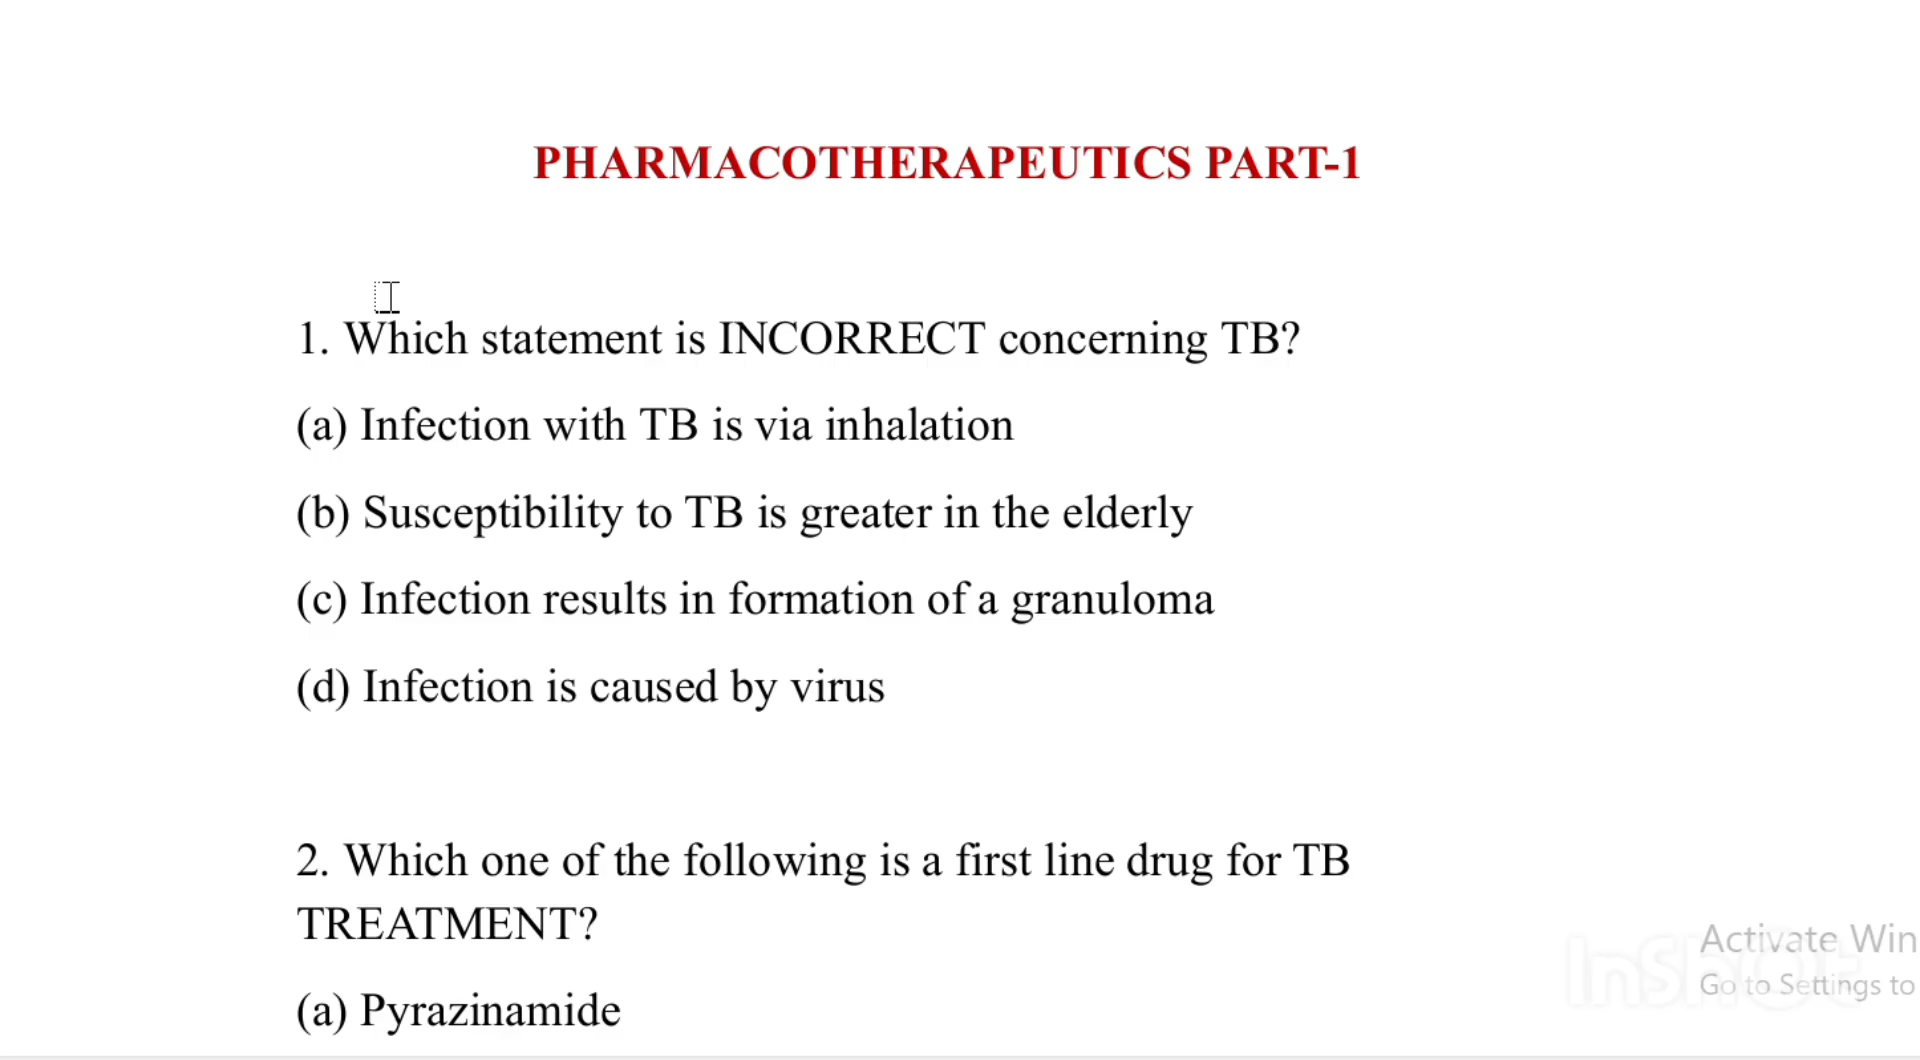 PHARMACOTHERAPEUTICS PART-1
1. Which statement is INCORRECT concerning TB?
(a) Infection with TB is via inhalation
(b) Susceptibility to TB is greater in the elderly
(c) Infection results in formation of a granuloma
(d) Infection is caused by virus
2. Which one of the following is a first line drug for TB
TREATMENT?
(a) Pyrazinamide
Activate Win
Go to Settings to
InShOt